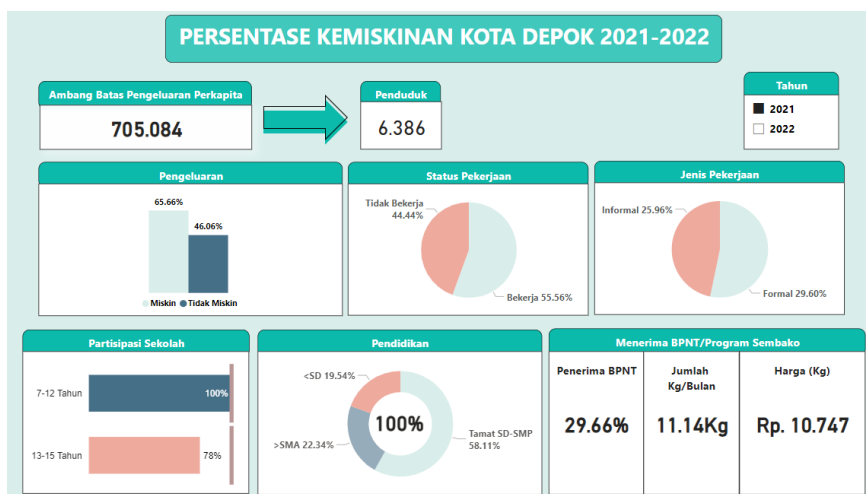 PERSENTASE KEMISKINAN KOTA DEPOK 2021-2022
Ambang Batas Pengeluaran Perkapita
705.084
Penduduk
6.386
Tahun
2021
2022
Pengeluaran
65.66%
46.06%
Miskin Tidak Miskin
Status Pekerjaan
Tidak Bekerja
44.44%
Bekerja 55.56%
Jenis Pekerjaan
Informal 25.96%
Formal 29.60%
Partisipasi Sekolah
7-12 Tahun
100%
13-15 Tahun
78%
Pendidikan
<SD 19.54%
100%
>SMA 22.34%
Tamat SD-SMP
58.11%
Menerima BPNT/Program Sembako
Penerima BPNT
29.66%
Jumlah
Kg/Bulan
11.14Kg
Harga (Kg)
Rp. 10.747